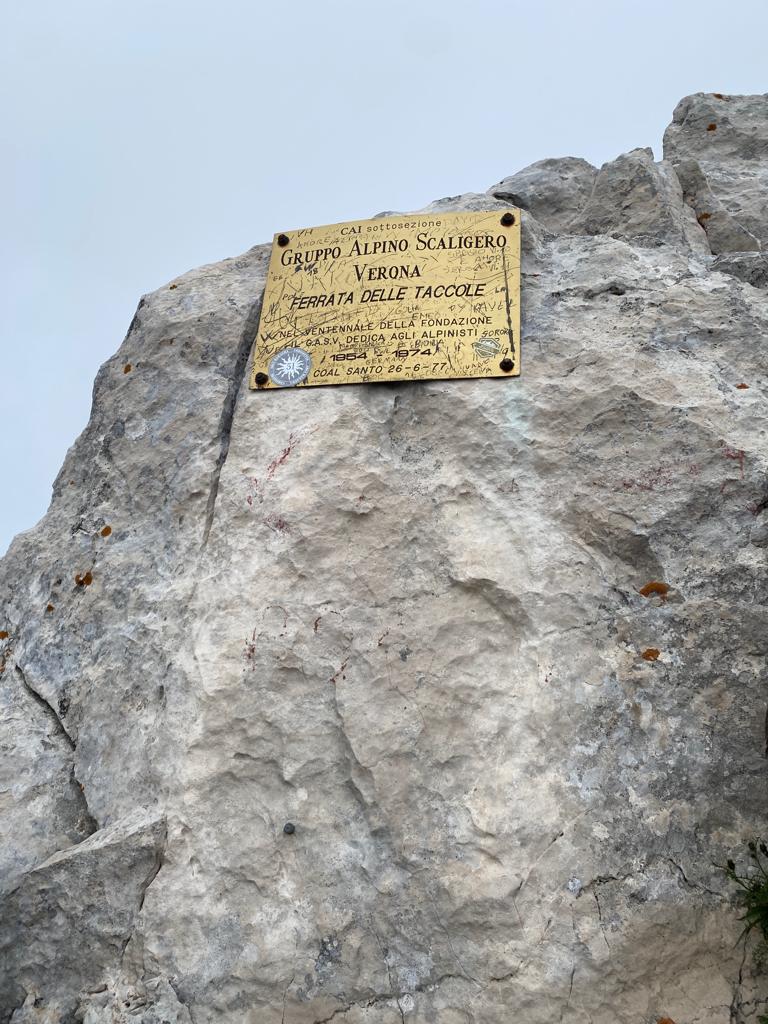 CAI sottosezione
GRUPPO ALPINO SCALIGERO
VERONA
FERRATA DELLE TACCOLE
NEL VENTENNALE DELLA FONDAZIONE
IL G.A.S.V. DEDICA AGLI ALPINISTI
1954 - 1974
COAL SANTO 26-6-77